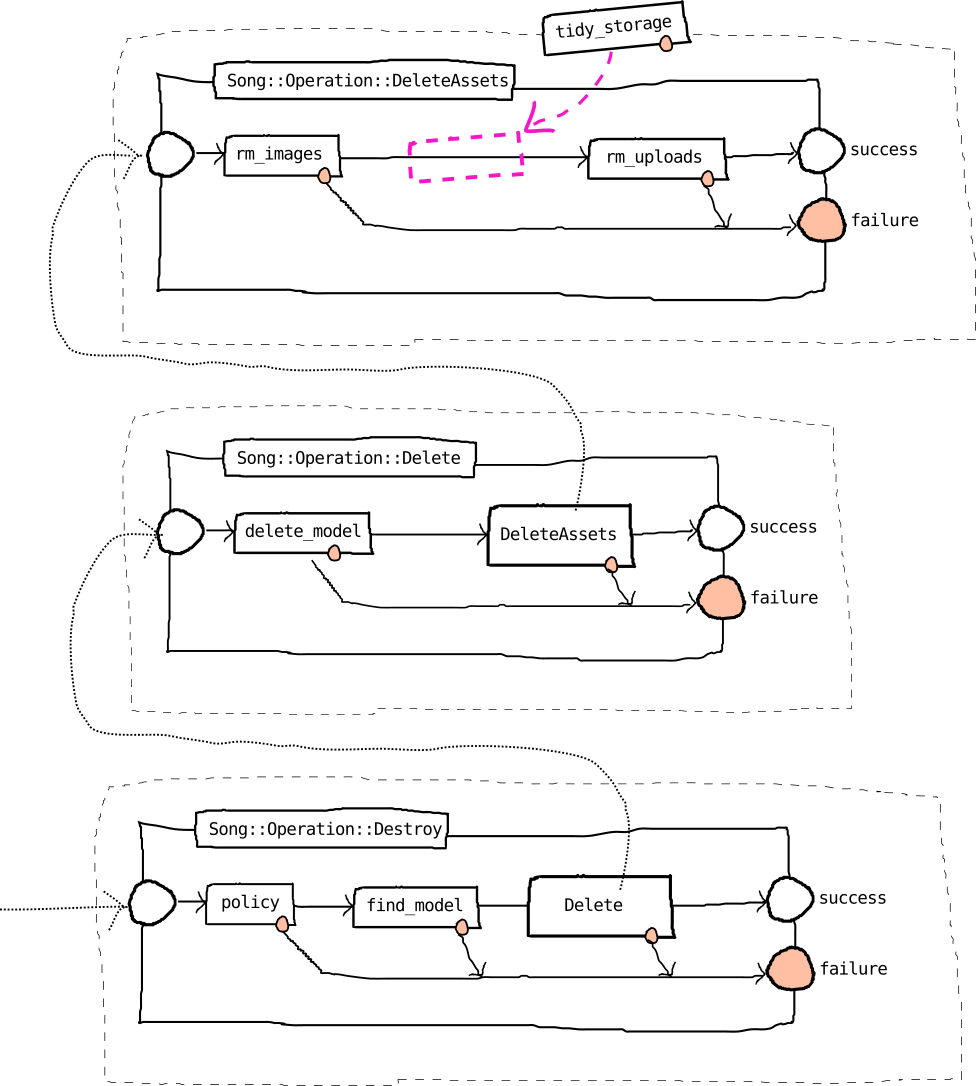 tidy_storage
Song::Operation::DeleteAssets
rm_images
rm_uploads
success
failure
Song::Operation::Delete
delete_model
DeleteAssets
success
failure
Song::Operation::Destroy
policy
find_model
Delete
success
failure